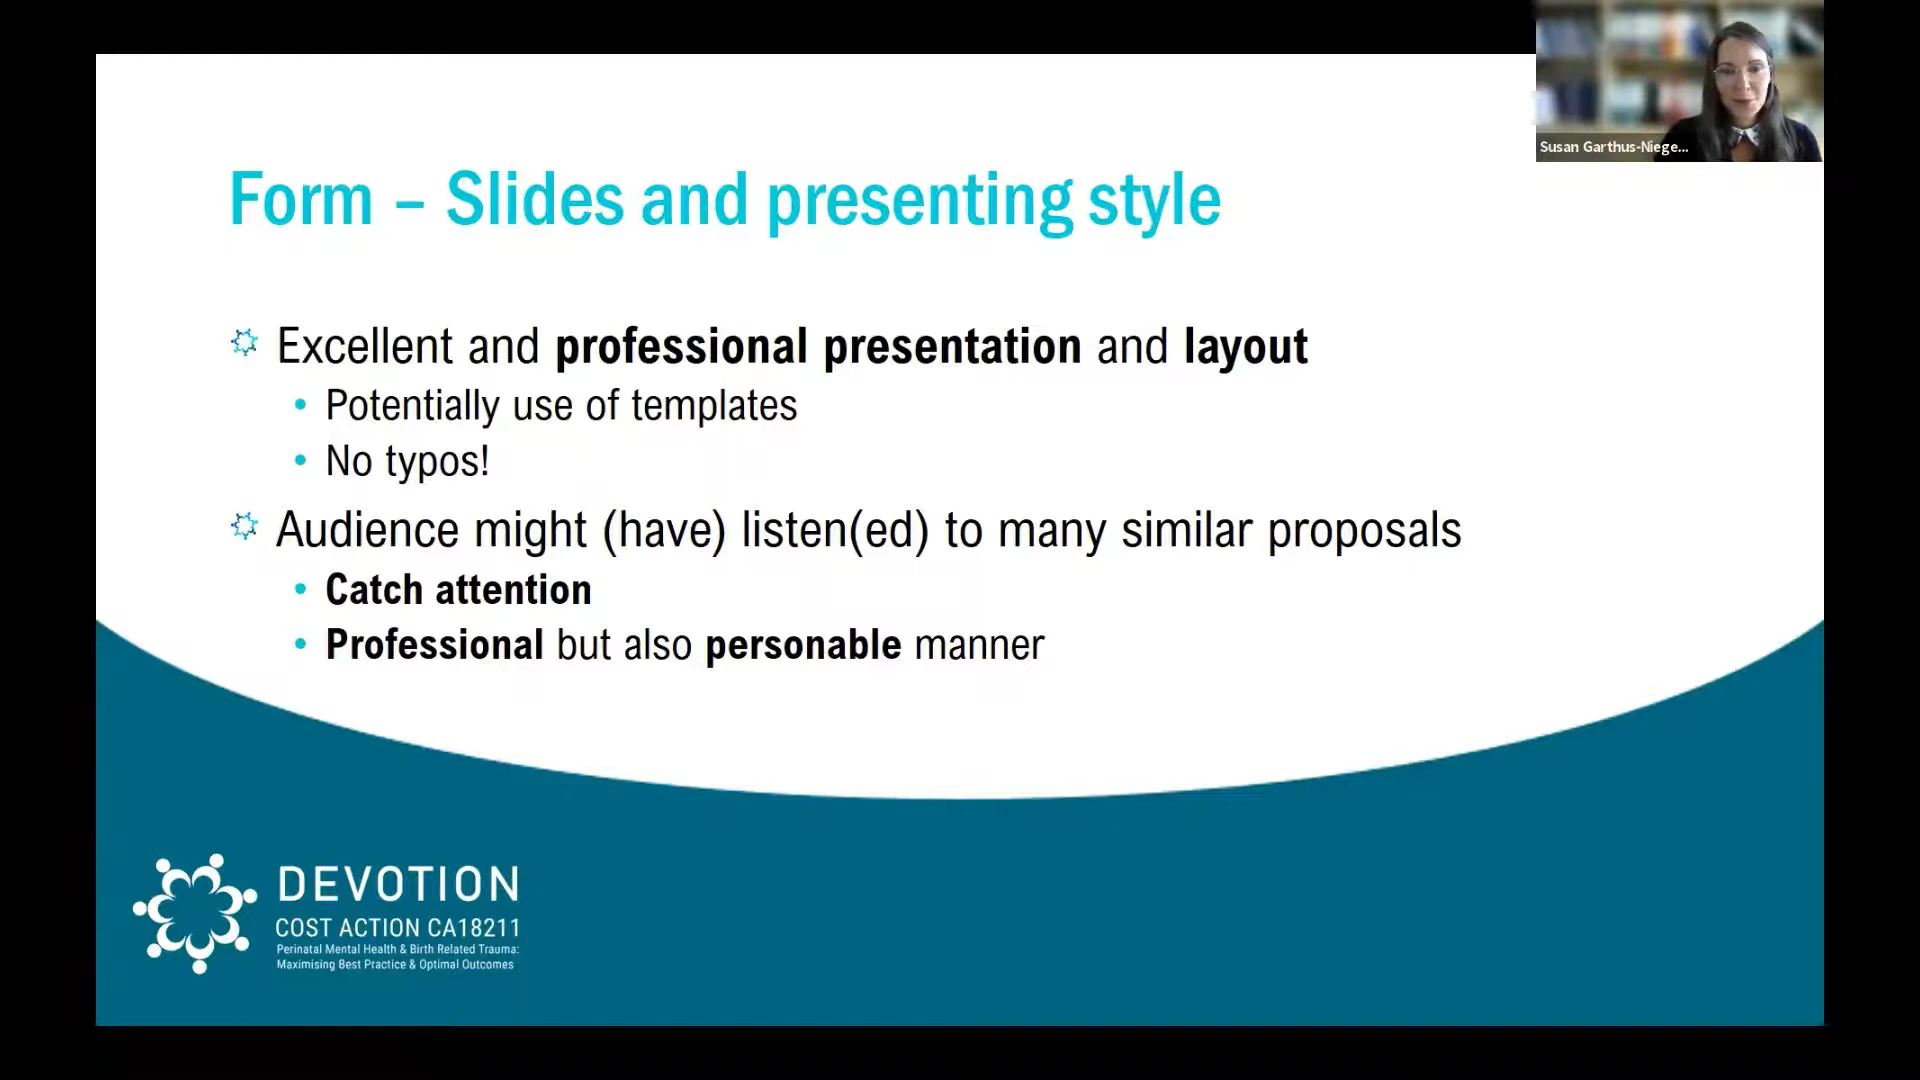 Susan Garthus-Niege...
Form – Slides and presenting style
Excellent and professional presentation and layout
• Potentially use of templates
• No typos!
Audience might (have) listen(ed) to many similar proposals
• Catch attention
• Professional but also personable manner
DEVOTION
COST ACTION CA18211
Perinatal Mental Health & Birth Related Trauma:
Maximising Best Practice & Optimal Outcomes